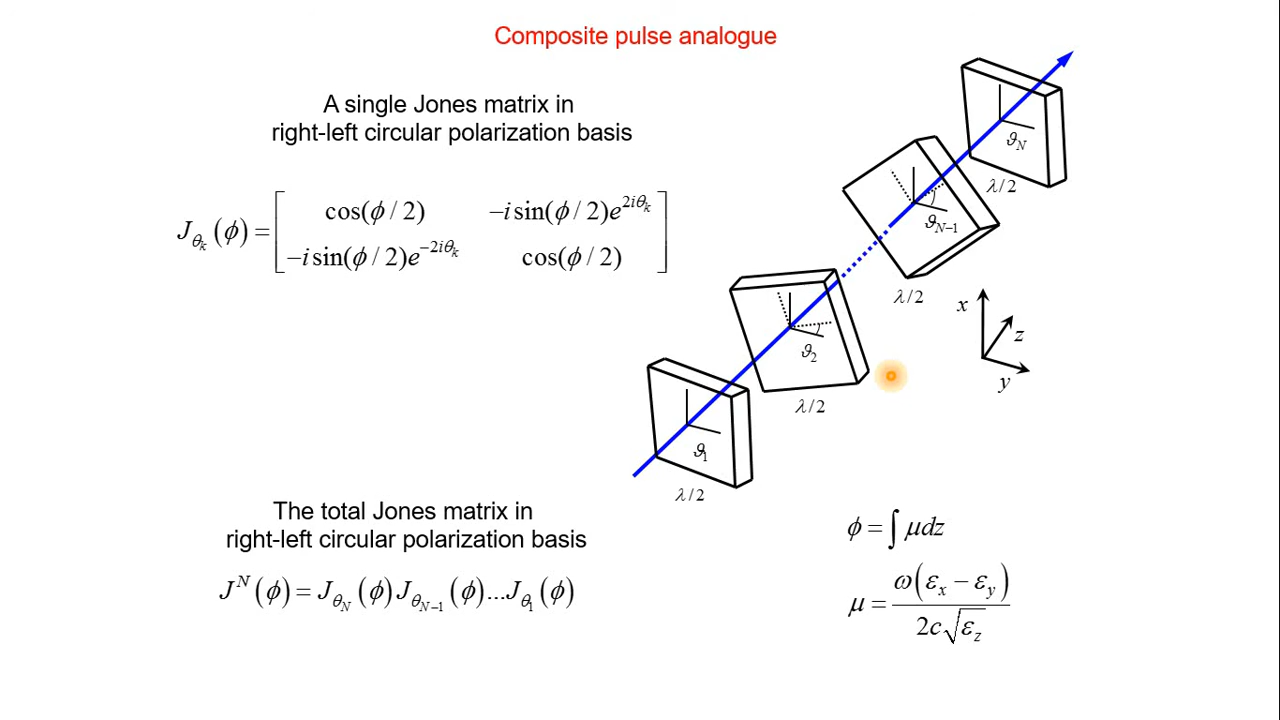 Composite pulse analogue
A single Jones matrix in
right-left circular polarization basis
J_{θ_k}(ϕ) = [ cos(ϕ / 2) −i sin(ϕ / 2)e^{2iθ_k}
−i sin(ϕ / 2)e^{−2iθ_k} cos(ϕ / 2) ]
ϑ_N
λ/2
ϑ_{N−1}
λ/2
x
z
y
ϑ_2
λ/2
ϑ_1
λ/2
The total Jones matrix in
right-left circular polarization basis
J^N(ϕ) = J_{θ_N}(ϕ)J_{θ_{N−1}}(ϕ)...J_{θ_1}(ϕ)
ϕ = ∫ μdz
μ = ω(ε_x − ε_y) / 2c√ε_z